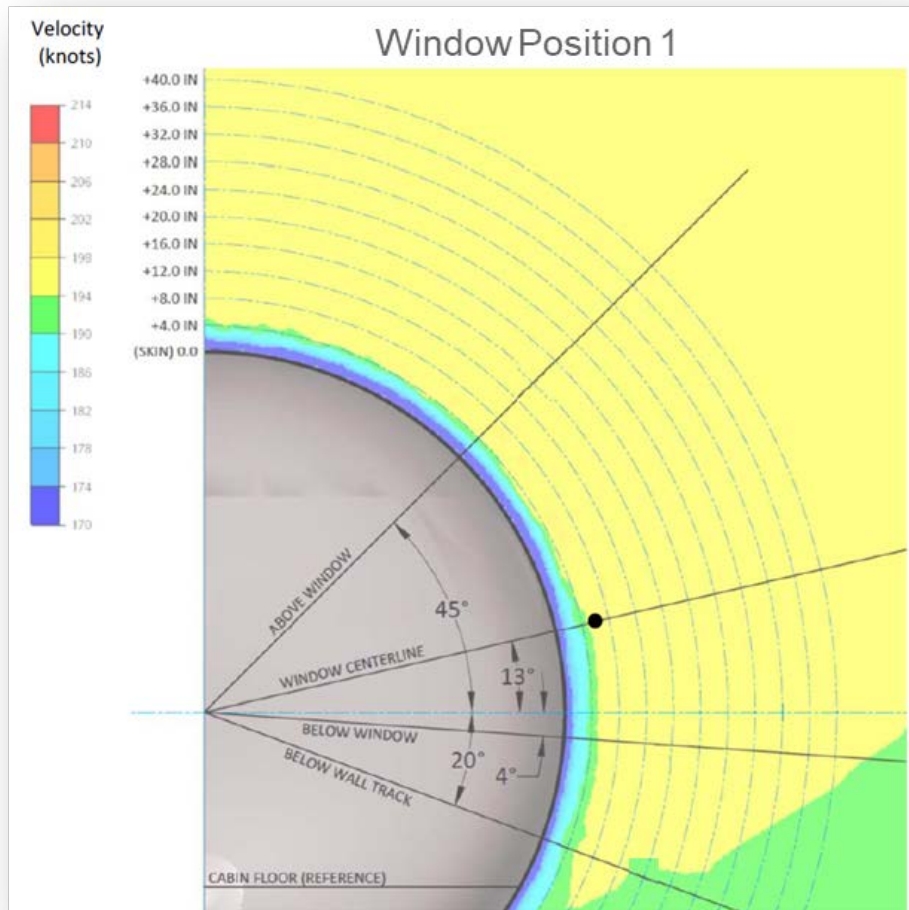 Velocity
(knots)
Window Position 1
214
210
206
202
198
194
190
186
182
178
174
170
+40.0 IN
+36.0 IN
+32.0 IN
+28.0 IN
+24.0 IN
+20.0 IN
+16.0 IN
+12.0 IN
+8.0 IN
+4.0 IN
(SKIN) 0.0
ABOVE WINDOW
45°
WINDOW CENTERLINE
13°
BELOW WINDOW
20°
4°
BELOW WALL TRACK
CABIN FLOOR (REFERENCE)